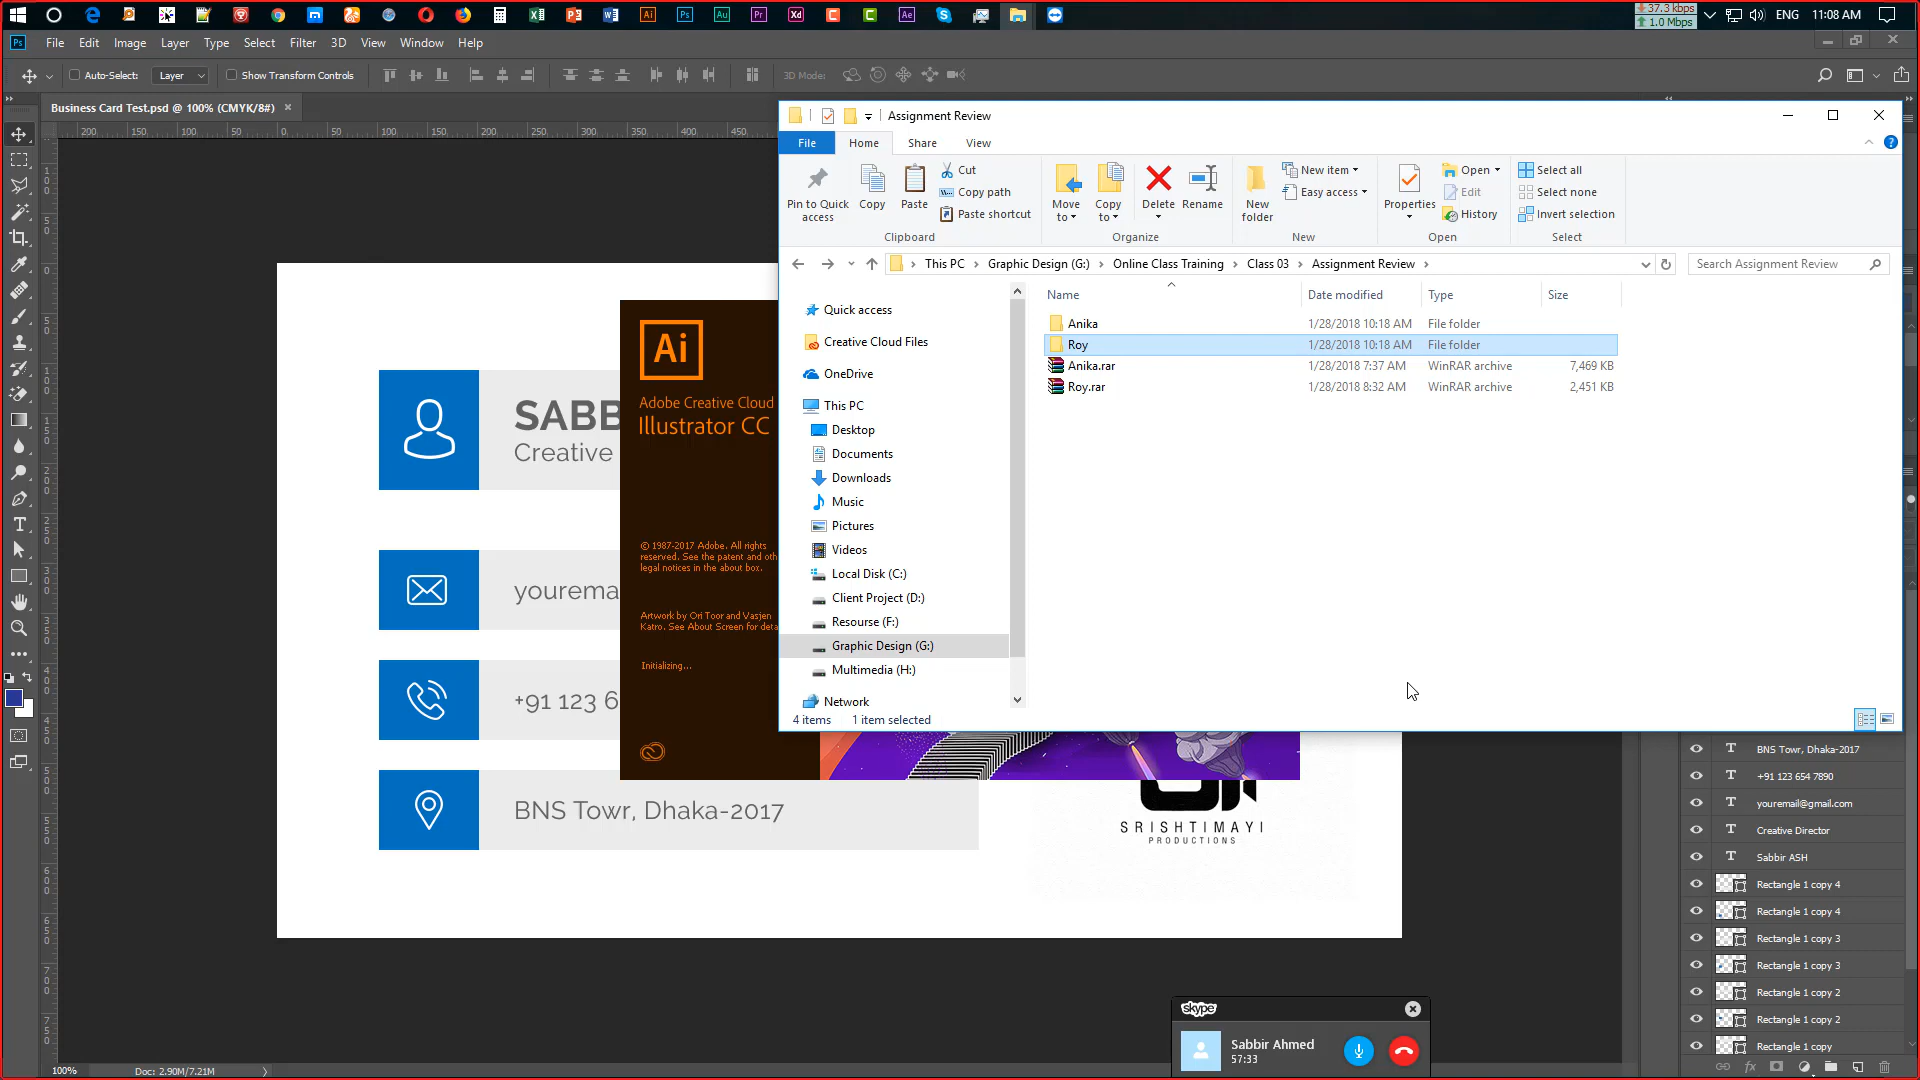 37.3 kbps
1.0 Mbps
ENG
11:08 AM
File Edit Image Layer Type Select Filter 3D View Window Help
Auto-Select: Layer Show Transform Controls 3D Mode:
Business Card Test.psd @ 100% (CMYK/8#)
200 150 100 50 0 50 100 150 200 250 300 350 400 450
Assignment Review
File Home Share View
Pin to Quick access
Copy
Paste
Cut
Copy path
Paste shortcut
Move to
Copy to
Delete
Rename
New folder
New item
Easy access
Properties
Open
Edit
History
Select all
Select none
Invert selection
Clipboard Organize New Open Select
This PC Graphic Design (G:) Online Class Training Class 03 Assignment Review
Search Assignment Review
Name Date modified Type Size
Anika 1/28/2018 10:18 AM File folder
Roy 1/28/2018 10:18 AM File folder
Anika.rar 1/28/2018 7:37 AM WinRAR archive 7,469 KB
Roy.rar 1/28/2018 8:32 AM WinRAR archive 2,451 KB
Quick access
Creative Cloud Files
OneDrive
This PC
Desktop
Documents
Downloads
Music
Pictures
Videos
Local Disk (C:)
Client Project (D:)
Resourse (F:)
Graphic Design (G:)
Multimedia (H:)
Network
4 items 1 item selected
Ai
Adobe Creative Cloud
Illustrator CC
© 1987-2017 Adobe. All rights
reserved. See the patent and oth
legal notices in the about box.
Artwork by Ori Toor and Vasjen
Katro. See About Screen for deta
Initializing...
SABB
Creative
yourema
+91 123 6
BNS Towr, Dhaka-2017
SRISHTIMAYI
PRODUCTIONS
BNS Towr, Dhaka-2017
+91 123 654 7890
youremail@gmail.com
Creative Director
Sabbir ASH
Rectangle 1 copy 4
Rectangle 1 copy 4
Rectangle 1 copy 3
Rectangle 1 copy 3
Rectangle 1 copy 2
Rectangle 1 copy 2
Rectangle 1 copy
skype
Sabbir Ahmed
57:33
100% Doc: 2.90M/7.21M